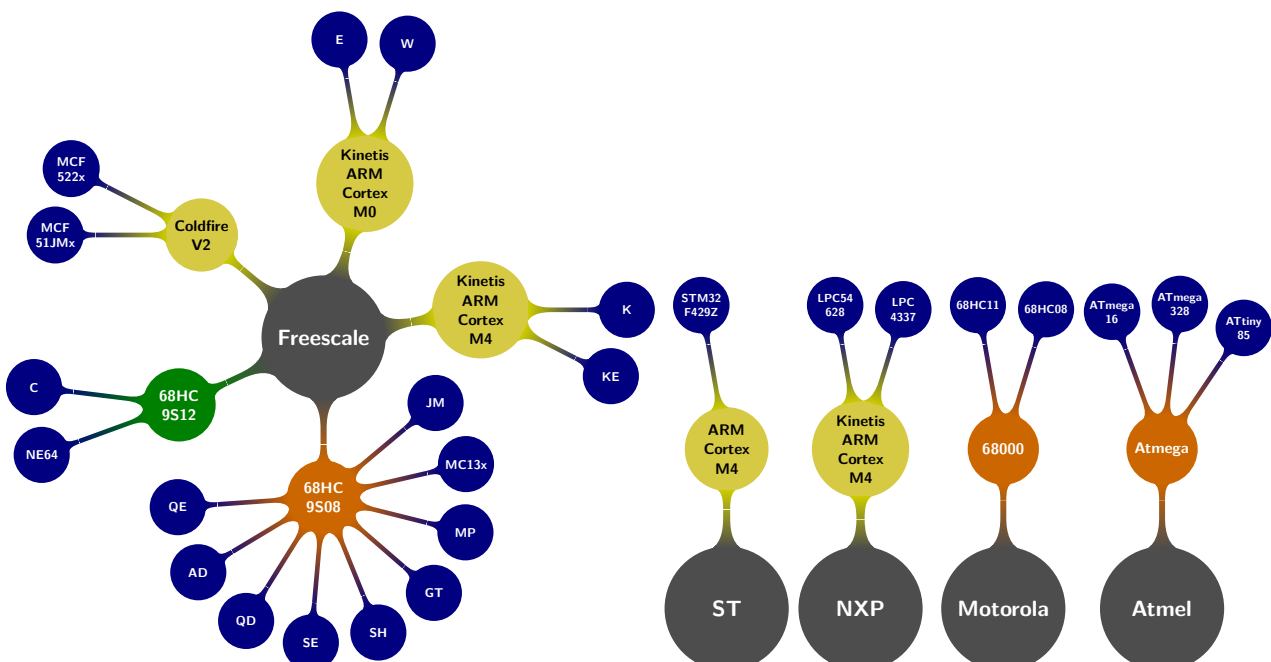 E
W
Kinetis
ARM
Cortex
M0
MCF
522x
MCF
51JMx
Coldfire
V2
Freescale
Kinetis
ARM
Cortex
M4
K
KE
C
NE64
68HC
9S12
68HC
9S08
JM
MC13x
MP
GT
SH
SE
QD
AD
QE
STM32
F429Z
ARM
Cortex
M4
ST
LPC54
628
LPC
4337
Kinetis
ARM
Cortex
M4
NXP
68HC11
68HC08
68000
Motorola
ATmega
16
ATmega
328
ATtiny
85
Atmega
Atmel